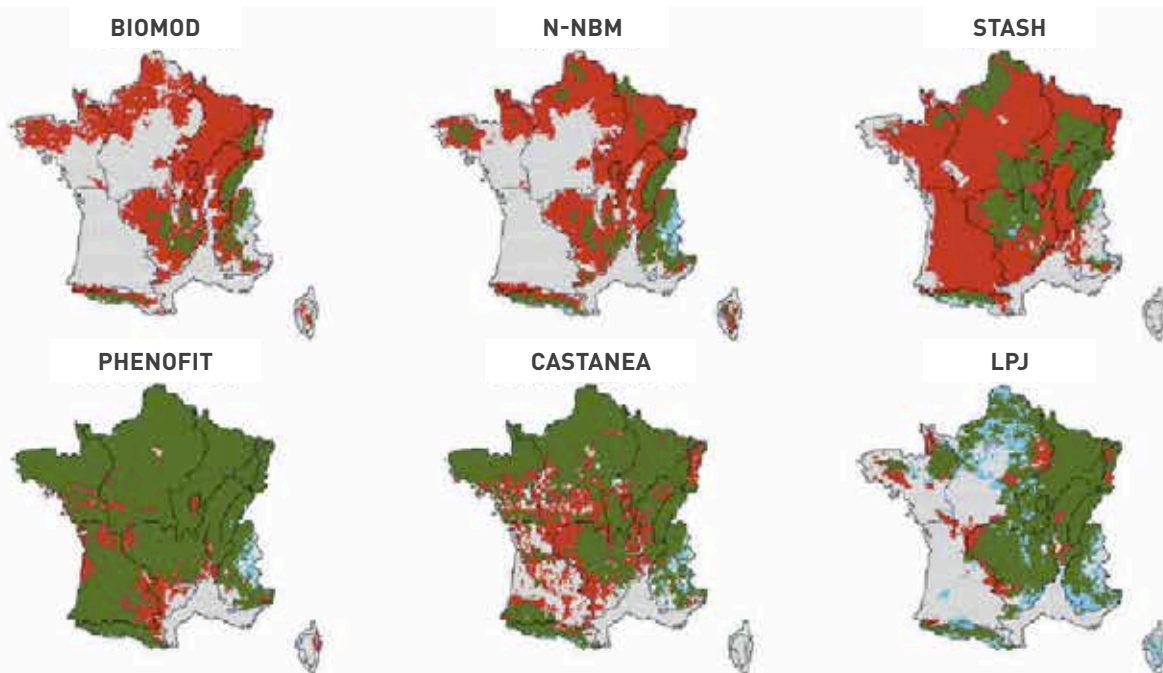 BIOMOD
N-NBM
STASH
PHENOFIT
CASTANEA
LPJ